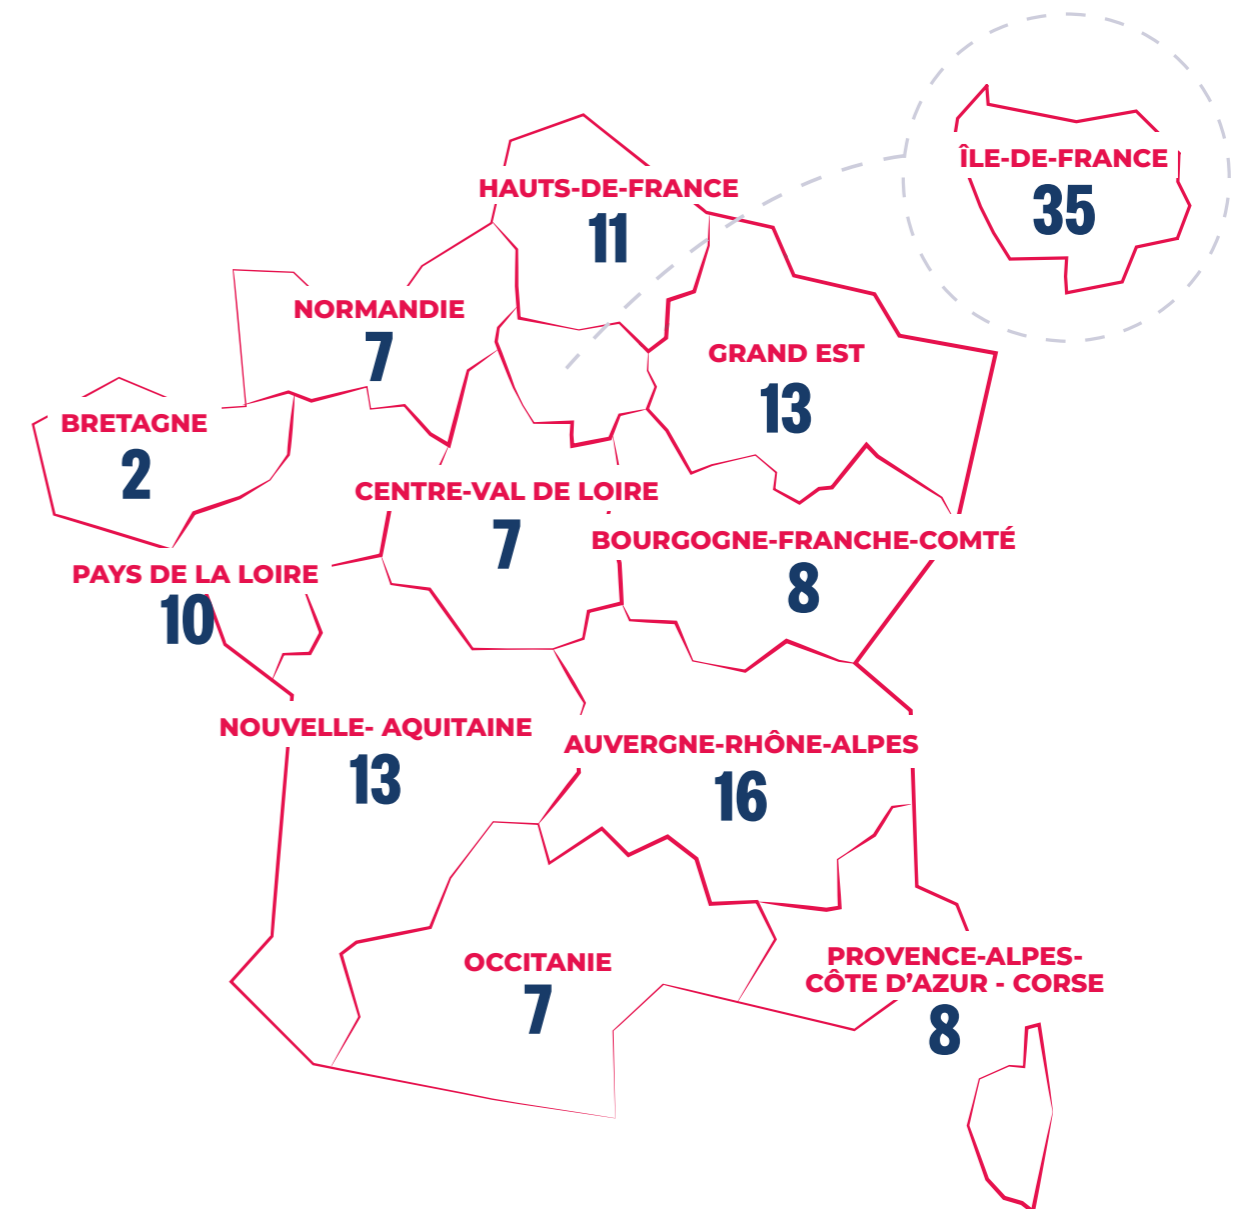 ÎLE-DE-FRANCE
35
HAUTS-DE-FRANCE
11
NORMANDIE
7
GRAND EST
13
BRETAGNE
2
CENTRE-VAL DE LOIRE
7
BOURGOGNE-FRANCHE-COMTÉ
8
PAYS DE LA LOIRE
10
NOUVELLE- AQUITAINE
13
AUVERGNE-RHÔNE-ALPES
16
OCCITANIE
7
PROVENCE-ALPES-
CÔTE D’AZUR - CORSE
8